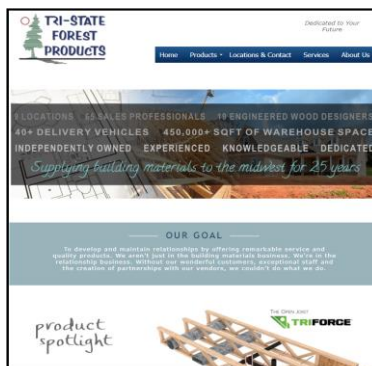 TRI-STATE
FOREST
PRODUCTS
Dedicated to Your
Future
Home Products Locations & Contact Services About Us
9 LOCATIONS 65 SALES PROFESSIONALS 10 ENGINEERED WOOD DESIGNERS
40+ DELIVERY VEHICLES 450,000+ SQFT OF WAREHOUSE SPACE
INDEPENDENTLY OWNED EXPERIENCED KNOWLEDGEABLE DEDICATED
Supplying building materials to the midwest for 25 years
OUR GOAL
To develop and maintain relationships by offering remarkable service and
quality products. We aren't just in the building materials business. We're in the
relationship business. Without our wonderful customers, exceptional staff and
the creation of partnerships with our vendors, we couldn't do what we do.
product
spotlight
THE OPEN JOIST
TRIFORCE